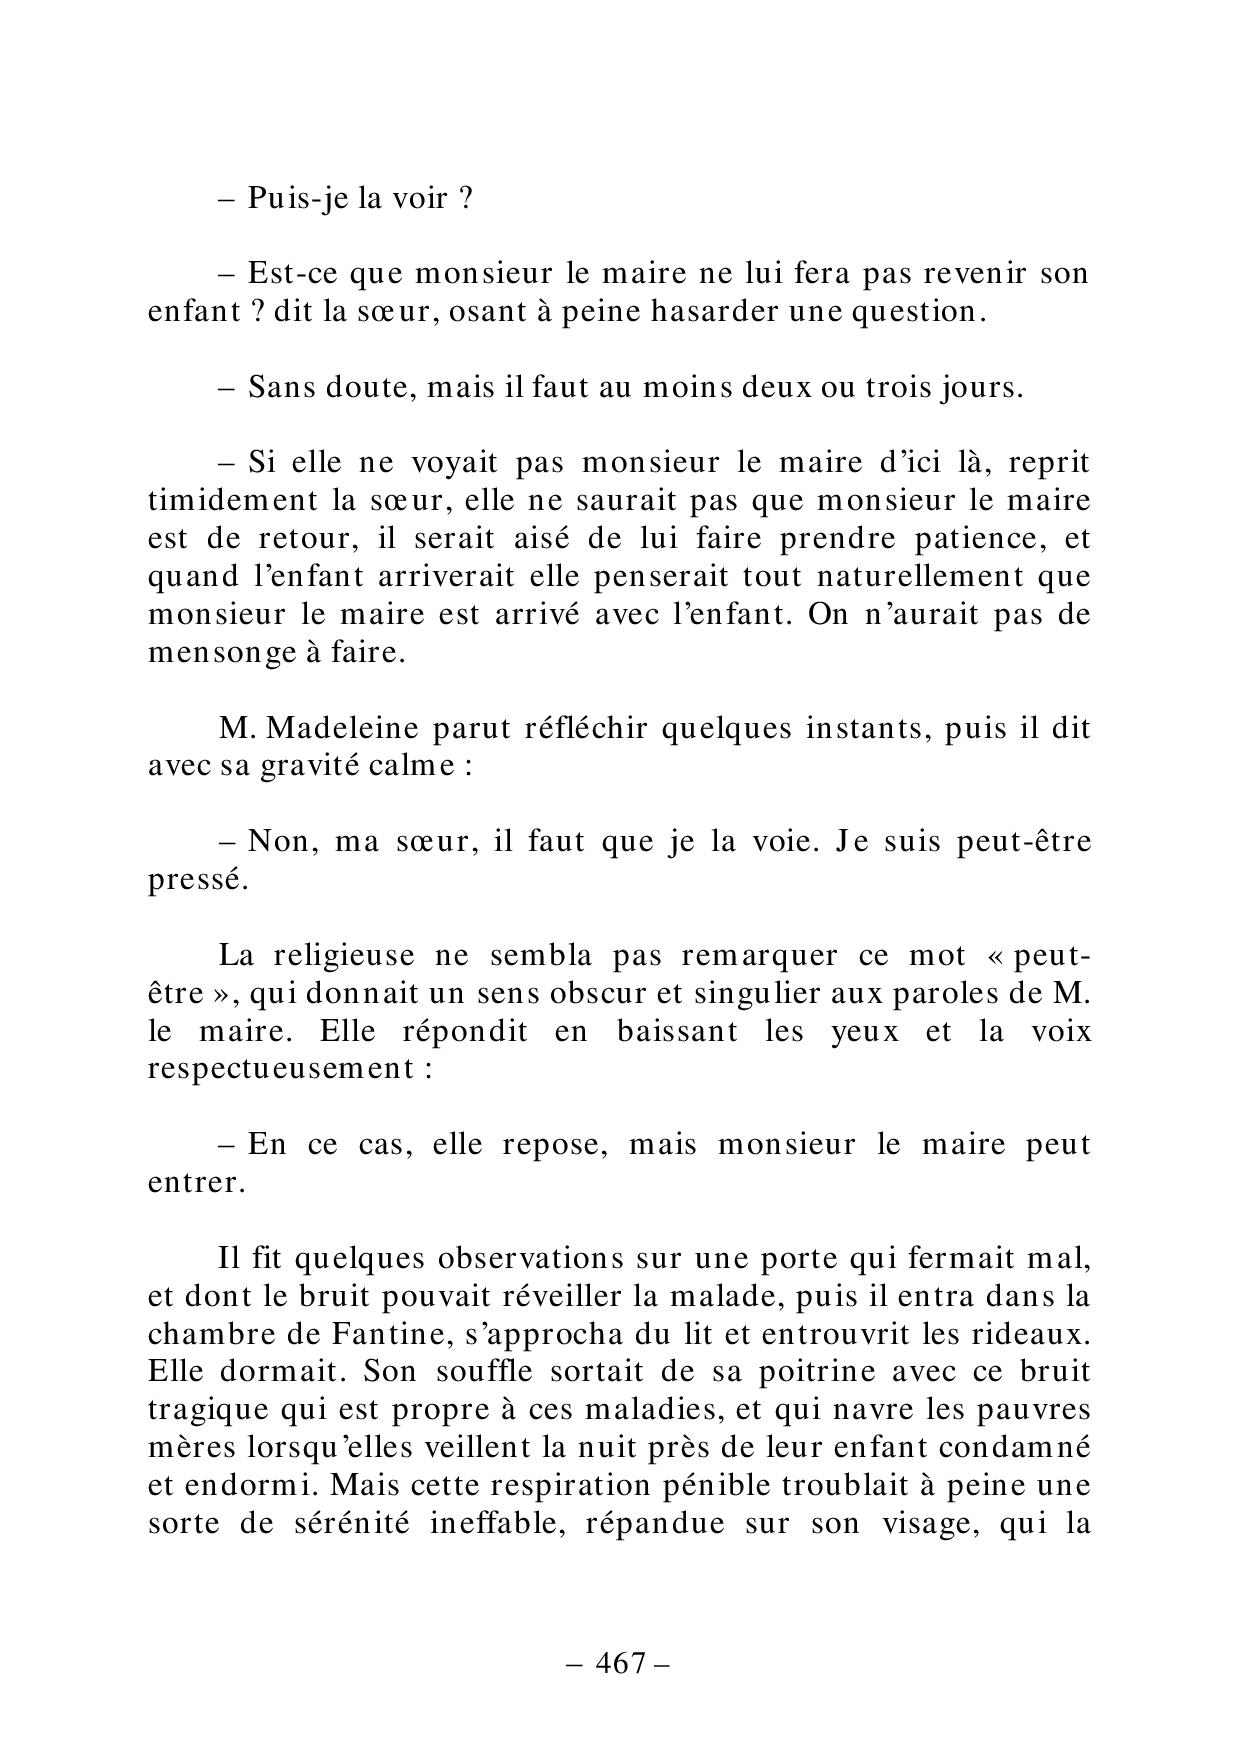 – Puis-je la voir ?
– Est-ce que monsieur le maire ne lui fera pas revenir son
enfant ? dit la sœur, osant à peine hasarder une question.
– Sans doute, mais il faut au moins deux ou trois jours.
– Si elle ne voyait pas monsieur le maire d’ici là, reprit
timidement la sœur, elle ne saurait pas que monsieur le maire
est de retour, il serait aisé de lui faire prendre patience, et
quand l’enfant arriverait elle penserait tout naturellement que
monsieur le maire est arrivé avec l’enfant. On n’aurait pas de
mensonge à faire.
M. Madeleine parut réfléchir quelques instants, puis il dit
avec sa gravité calme :
– Non, ma sœur, il faut que je la voie. Je suis peut-être
pressé.
La religieuse ne sembla pas remarquer ce mot « peut-
être », qui donnait un sens obscur et singulier aux paroles de M.
le maire. Elle répondit en baissant les yeux et la voix
respectueusement :
– En ce cas, elle repose, mais monsieur le maire peut
entrer.
Il fit quelques observations sur une porte qui fermait mal,
et dont le bruit pouvait réveiller la malade, puis il entra dans la
chambre de Fantine, s’approcha du lit et entrouvrit les rideaux.
Elle dormait. Son souffle sortait de sa poitrine avec ce bruit
tragique qui est propre à ces maladies, et qui navre les pauvres
mères lorsqu’elles veillent la nuit près de leur enfant condamné
et endormi. Mais cette respiration pénible troublait à peine une
sorte de sérénité ineffable, répandue sur son visage, qui la
– 467 –